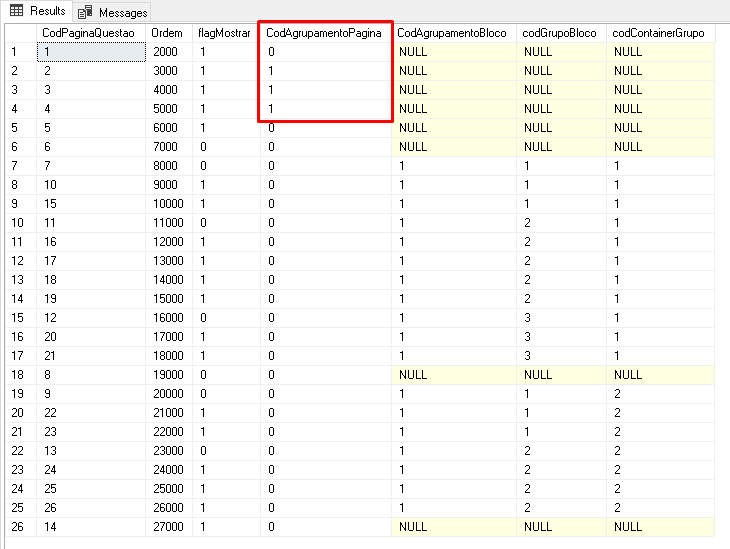 Results Messages
CodPaginaQuestao Ordem flagMostrar CodAgrupamentoPagina CodAgrupamentoBloco codGrupoBloco codContainerGrupo
1 1 2000 1 0 NULL NULL NULL
2 2 3000 1 1 NULL NULL NULL
3 3 4000 1 1 NULL NULL NULL
4 4 5000 1 1 NULL NULL NULL
5 5 6000 1 0 NULL NULL NULL
6 6 7000 0 0 NULL NULL NULL
7 7 8000 0 0 1 1 1
8 10 9000 1 0 1 1 1
9 15 10000 1 0 1 1 1
10 11 11000 0 0 1 2 1
11 16 12000 1 0 1 2 1
12 17 13000 1 0 1 2 1
13 18 14000 1 0 1 2 1
14 19 15000 1 0 1 2 1
15 12 16000 0 0 1 3 1
16 20 17000 1 0 1 3 1
17 21 18000 1 0 1 3 1
18 8 19000 0 0 NULL NULL NULL
19 9 20000 0 0 1 1 2
20 22 21000 1 0 1 1 2
21 23 22000 1 0 1 1 2
22 13 23000 0 0 1 2 2
23 24 24000 1 0 1 2 2
24 25 25000 1 0 1 2 2
25 26 26000 1 0 1 2 2
26 14 27000 1 0 NULL NULL NULL